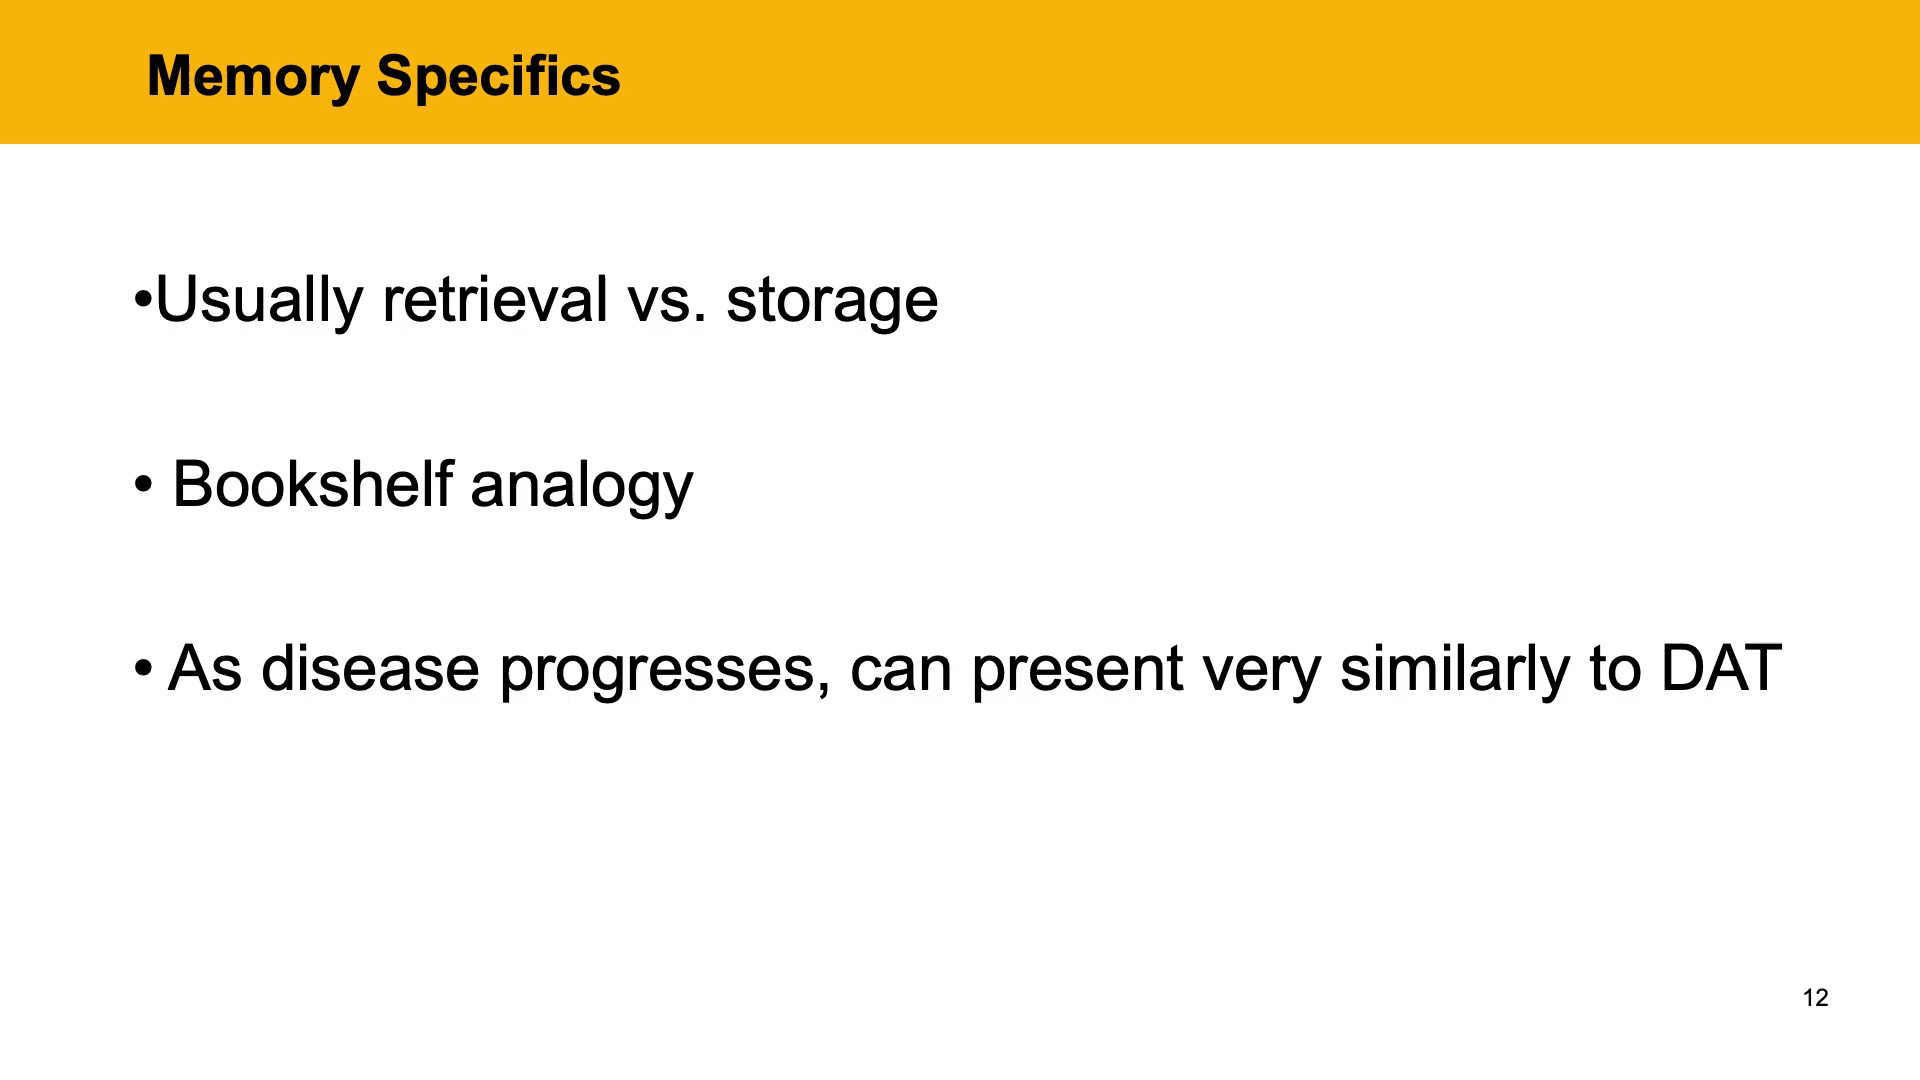 Memory Specifics
•Usually retrieval vs. storage
• Bookshelf analogy
• As disease progresses, can present very similarly to DAT
12